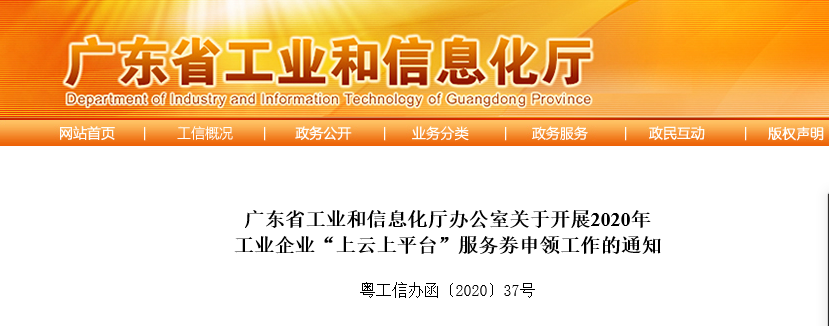 广东省工业和信息化厅
Department of Industry and Information Technology of Guangdong Province
网站首页 | 工信概况 | 政务公开 | 业务分类 | 政务服务 | 政民互动 | 版权声明
广东省工业和信息化厅办公室关于开展2020年
工业企业“上云上平台”服务券申领工作的通知
粤工信办函〔2020〕37号